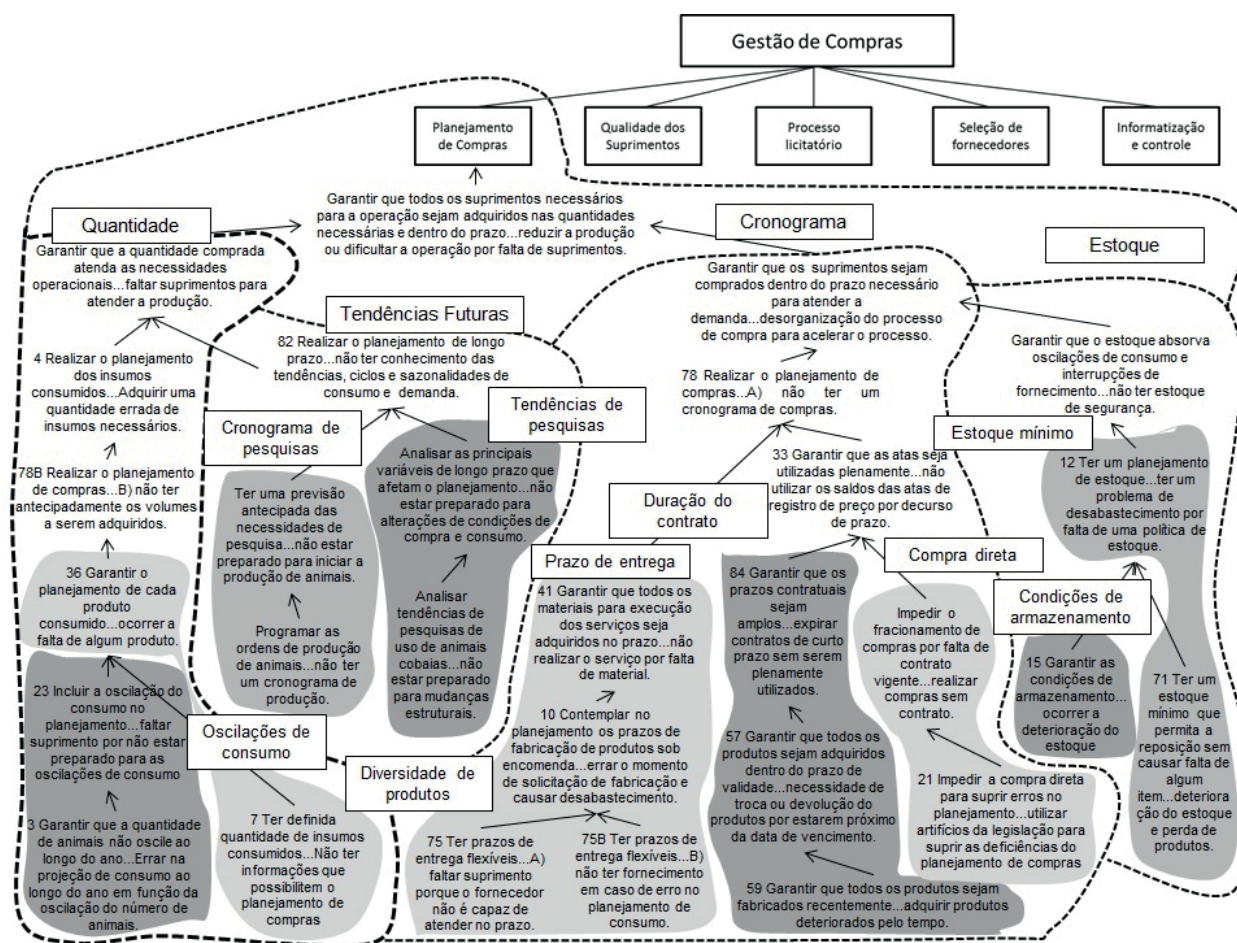 Gestão de Compras
Planejamento
de Compras
Qualidade dos
Suprimentos
Processo
licitatório
Seleção de
fornecedores
Informatização
e controle
Garantir que todos os suprimentos necessários
para a operação sejam adquiridos nas quantidades
necessárias e dentro do prazo...reduzir a produção
ou dificultar a operação por falta de suprimentos.
Quantidade
Garantir que a quantidade comprada
atenda as necessidades
operacionais...faltar suprimentos para
atender a produção.
4 Realizar o planejamento
dos insumos
consumidos...Adquirir uma
quantidade errada de
insumos necessários.
78B Realizar o planejamento
de compras...B) não ter
antecipadamente os volumes
a serem adquiridos.
36 Garantir o
planejamento de cada
produto
consumido...ocorrer a
falta de algum produto.
23 Incluir a oscilação do
consumo no
planejamento...faltar
suprimento por não estar
preparado para as
oscilações de consumo
3 Garantir que a quantidade
de animais não oscile ao
longo do ano...Errar na
projeção de consumo ao
longo do ano em função da
oscilação do número de
animais.
Oscilações de
consumo
7 Ter definida
quantidade de insumos
consumidos...Não ter
informações que
possibilitem o
planejamento de
compras
Diversidade de
produtos
Tendências Futuras
82 Realizar o planejamento de longo
prazo...não ter conhecimento das
tendências, ciclos e sazonalidades de
consumo e demanda.
Cronograma de
pesquisas
Ter uma previsão
antecipada das
necessidades de
pesquisa...não estar
preparado para iniciar a
produção de animais.
Programar as
ordens de produção
de animais...não ter
um cronograma de
produção.
Tendências de
pesquisas
Analisar as principais
variáveis de longo prazo que
afetam o planejamento...não
estar preparado para
alterações de condições de
compra e consumo.
Analisar
tendências de
pesquisas de
uso de animais
cobaias...não
estar preparado
para mudanças
estruturais.
Cronograma
Garantir que os suprimentos sejam
comprados dentro do prazo necessário
para atender a
demanda...desorganização do processo
de compra para acelerar o processo.
78 Realizar o planejamento de
compras...A) não ter um
cronograma de compras.
33 Garantir que as atas seja
utilizadas plenamente...não
utilizar os saldos das atas de
registro de preço por decurso
de prazo.
Prazo de entrega
41 Garantir que todos os
materiais para execução
dos serviços seja
adquiridos no prazo...não
realizar o serviço por falta
de material.
10 Contemplar no
planejamento os prazos de
fabricação de produtos sob
encomenda...errar o momento
de solicitação de fabricação e
causar desabastecimento.
75 Ter prazos de
entrega flexíveis...A)
faltar suprimento
porque o fornecedor
não é capaz de
atender no prazo.
75B Ter prazos de
entrega flexíveis...B)
não ter fornecimento
em caso de erro no
planejamento de
consumo.
Duração do
contrato
84 Garantir que os
prazos contratuais
sejam
amplos...expirar
contratos de curto
prazo sem serem
plenamente
utilizados.
57 Garantir que todos os
produtos sejam adquiridos
dentro do prazo de
validade...necessidade de
troca ou devolução do
produtos por estarem próximo
da data de vencimento.
59 Garantir que todos os produtos sejam
fabricados recentemente...adquirir produtos
deteriorados pelo tempo.
Compra direta
Impedir o
fracionamento de
compras por falta de
contrato
vigente...realizar
compras sem
contrato.
21 Impedir a compra direta
para suprir erros no
planejamento...utilizar
artifícios da legislação para
suprir as deficiências do
planejamento de compras
Estoque
Garantir que o estoque absorva
oscilações de consumo e
interrupções de
fornecimento...não ter estoque
de segurança.
Estoque mínimo
12 Ter um planejamento
de estoque...ter um
problema de
desabastecimento por
falta de uma política de
estoque.
Condições de
armazenamento
15 Garantir as
condições de
armazenamento...
ocorrer a
deterioração do
estoque
71 Ter um
estoque
mínimo que
permita a
reposição sem
causar falta de
algum
item...deteriora
ção do estoque
e perda de
produtos.